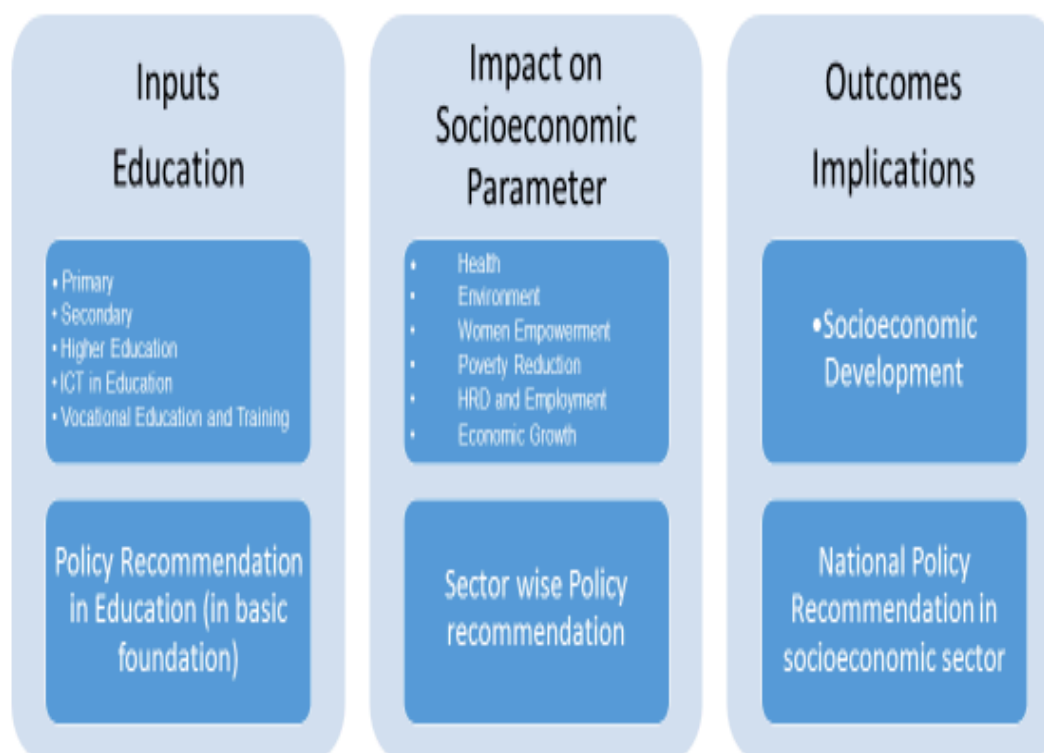 Inputs
Education
• Primary
• Secondary
• Higher Education
• ICT in Education
• Vocational Education and Training
Policy Recommendation
in Education (in basic
foundation)
Impact on
Socioeconomic
Parameter
• Health
• Environment
• Women Empowerment
• Poverty Reduction
• HRD and Employment
• Economic Growth
Sector wise Policy
recommendation
Outcomes
Implications
•Socioeconomic
Development
National Policy
Recommendation in
socioeconomic sector